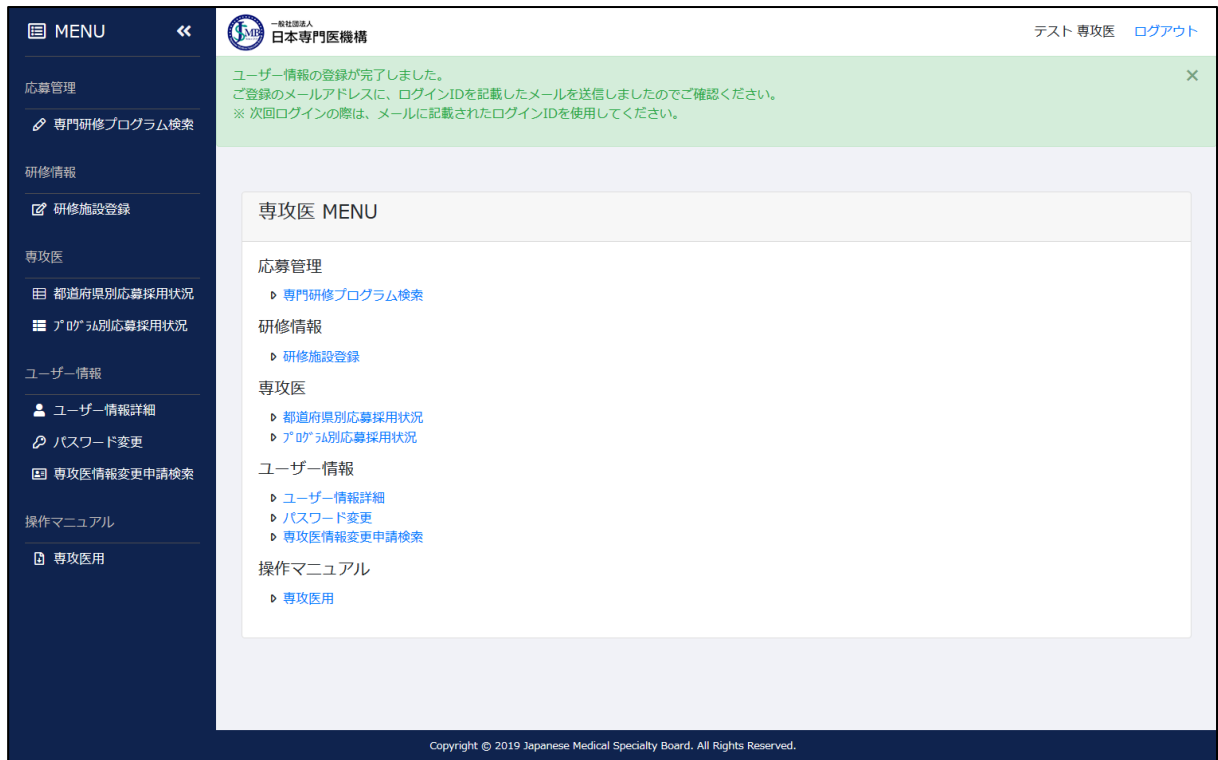 MENU
応募管理
専門研修プログラム検索
研修情報
研修施設登録
専攻医
都道府県別応募採用状況
ﾌﾟﾛｸﾞﾗﾑ別応募採用状況
ユーザー情報
ユーザー情報詳細
パスワード変更
専攻医情報変更申請検索
操作マニュアル
専攻医用
JMSB
一般社団法人
日本専門医機構
テスト 専攻医 ログアウト
ユーザー情報の登録が完了しました。
ご登録のメールアドレスに、ログインIDを記載したメールを送信しましたのでご確認ください。
※ 次回ログインの際は、メールに記載されたログインIDを使用してください。
専攻医 MENU
応募管理
専門研修プログラム検索
研修情報
研修施設登録
専攻医
都道府県別応募採用状況
ﾌﾟﾛｸﾞﾗﾑ別応募採用状況
ユーザー情報
ユーザー情報詳細
パスワード変更
専攻医情報変更申請検索
操作マニュアル
専攻医用
Copyright © 2019 Japanese Medical Specialty Board. All Rights Reserved.